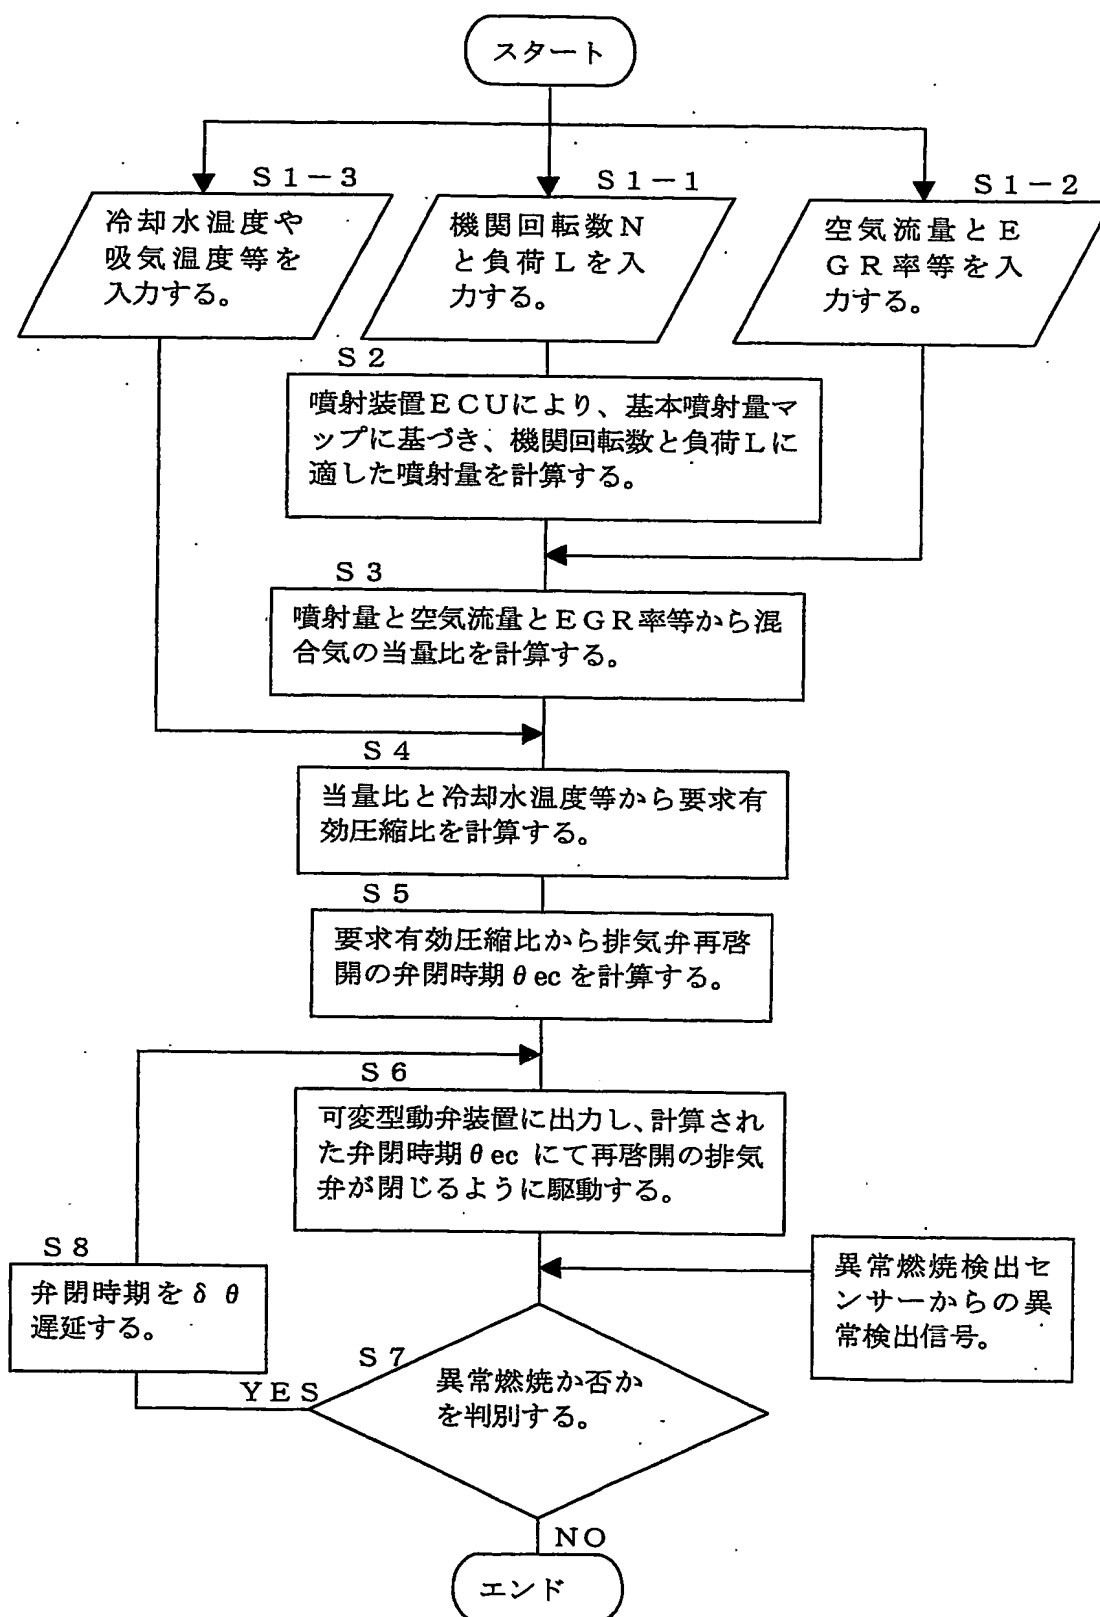 スタート
S1-3
冷却水温度や
吸気温度等を
入力する。
S1-1
機関回転数N
と負荷Lを入
力する。
S1-2
空気流量とE
GR率等を入
力する。
S2
噴射装置ECUにより、基本噴射量マ
ップに基づき、機関回転数と負荷Lに
適した噴射量を計算する。
S3
噴射量と空気流量とEGR率等から混
合気の当量比を計算する。
S4
当量比と冷却水温度等から要求有
効圧縮比を計算する。
S5
要求有効圧縮比から排気弁再啓
開の弁閉時期θecを計算する。
S6
可変型動弁装置に出力し、計算され
た弁閉時期θecにて再啓開の排気
弁が閉じるように駆動する。
S8
弁閉時期をδθ
遅延する。
異常燃焼検出セ
ンサーからの異
常検出信号。
S7
異常燃焼か否か
を判別する。
YES
NO
エンド